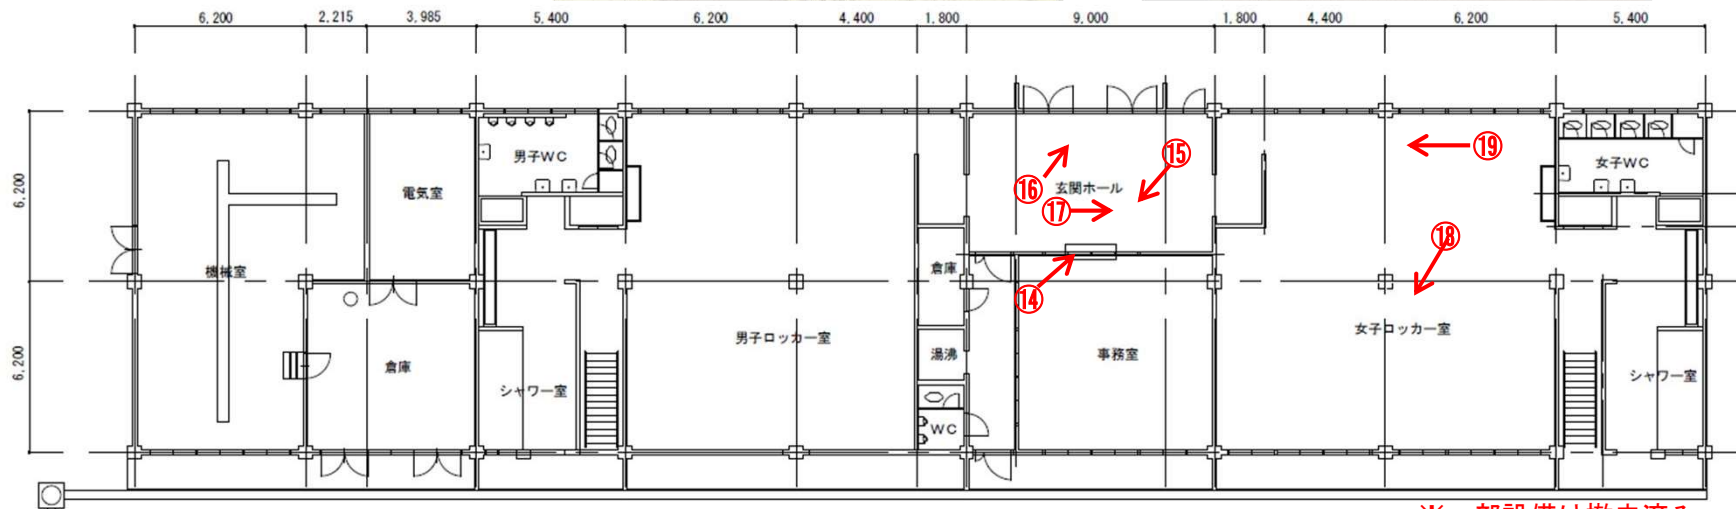 6,200 2,215 3,985 5,400 6,200 4,400 1,800 9,000 1,800 4,400 6,200 5,400
6,200
6,200
機械室
電気室
倉庫
男子WC
シャワー室
男子ロッカー室
倉庫
湯沸
WC
⑯
⑮
玄関ホール
⑰
⑭
事務室
⑲
⑱
女子ロッカー室
女子WC
シャワー室